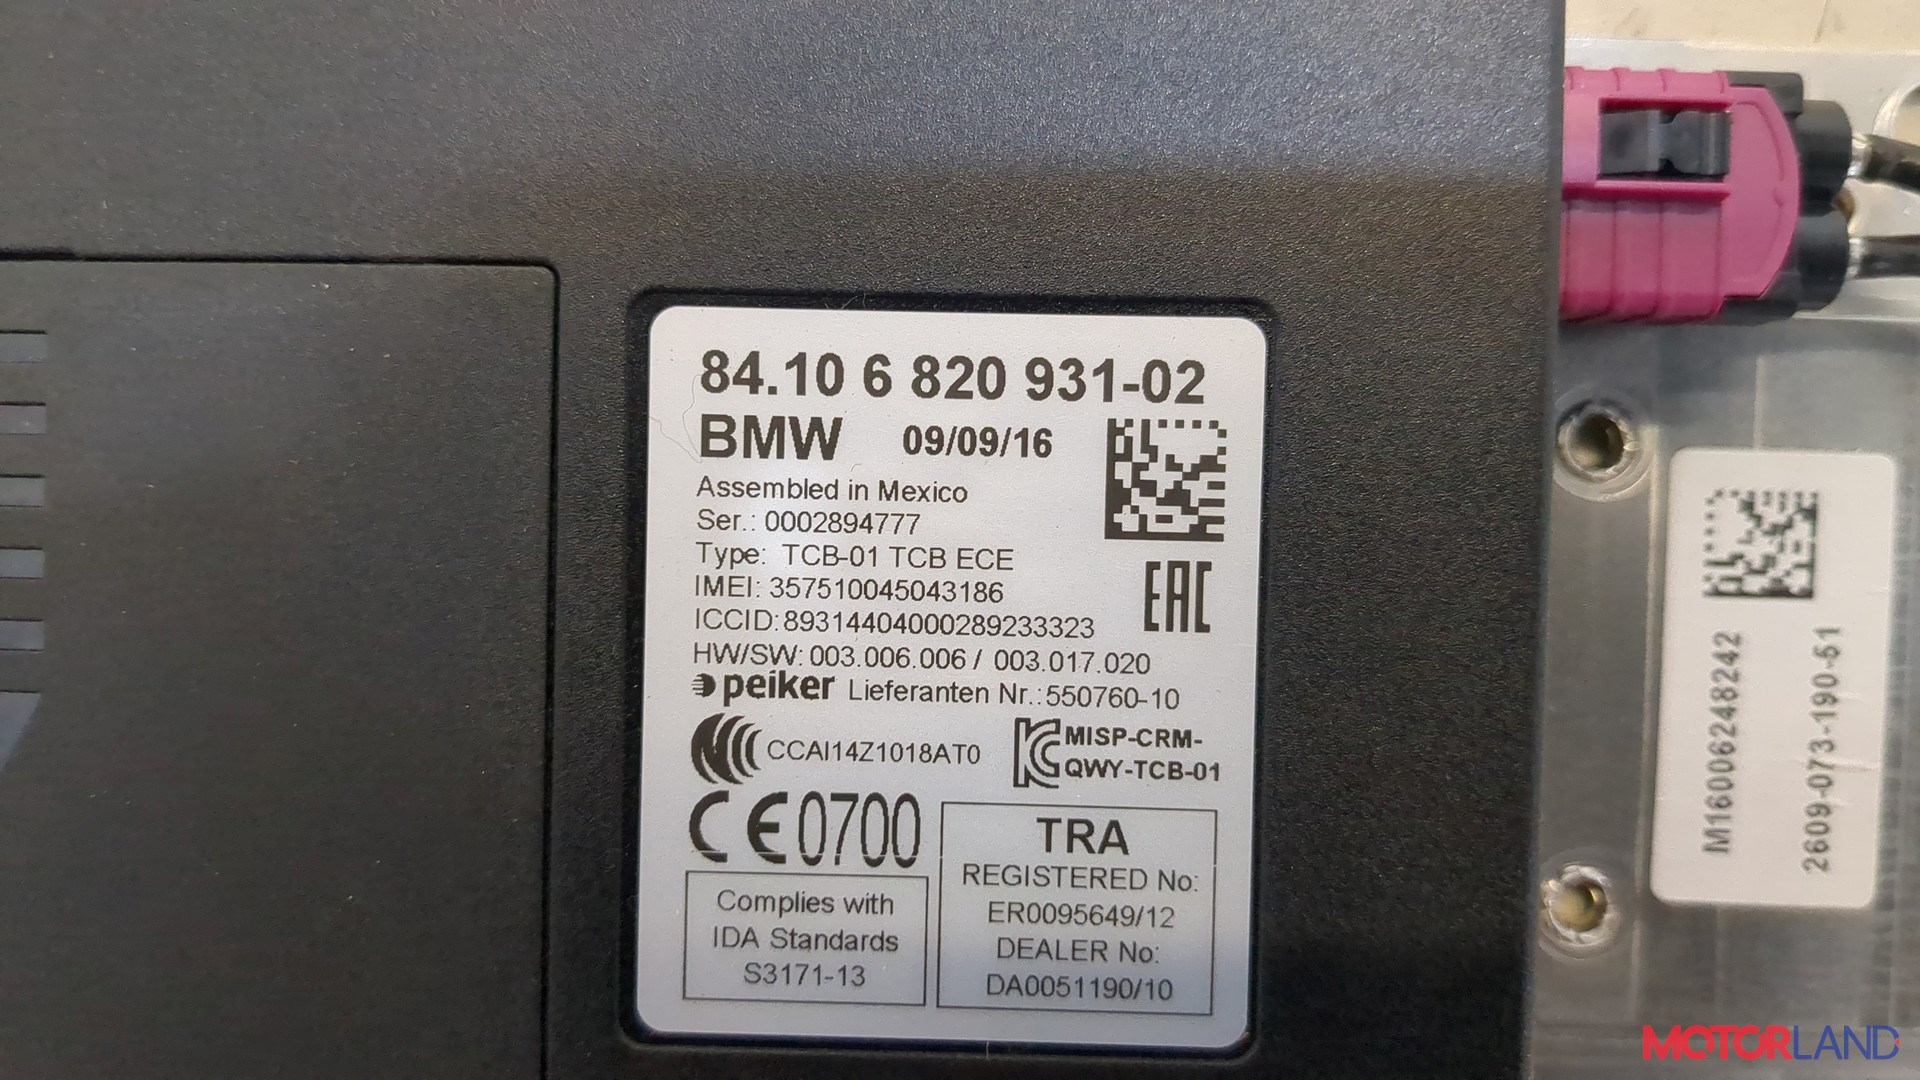 84.10 6 820 931-02
BMW 09/09/16
Assembled in Mexico
Ser.: 0002894777
Type: TCB-01 TCB ECE
IMEI: 357510045043186
ICCID:89314404000289233323
HW/SW: 003.006.006 / 003.017.020
peiker Lieferanten Nr.:550760-10
CCAI14Z1018AT0
MISP-CRM-
QWY-TCB-01
EAC
CE0700
Complies with
IDA Standards
S3171-13
TRA
REGISTERED No:
ER0095649/12
DEALER No:
DA0051190/10
M16006248242
2609-073-190-51
MOTORLAND